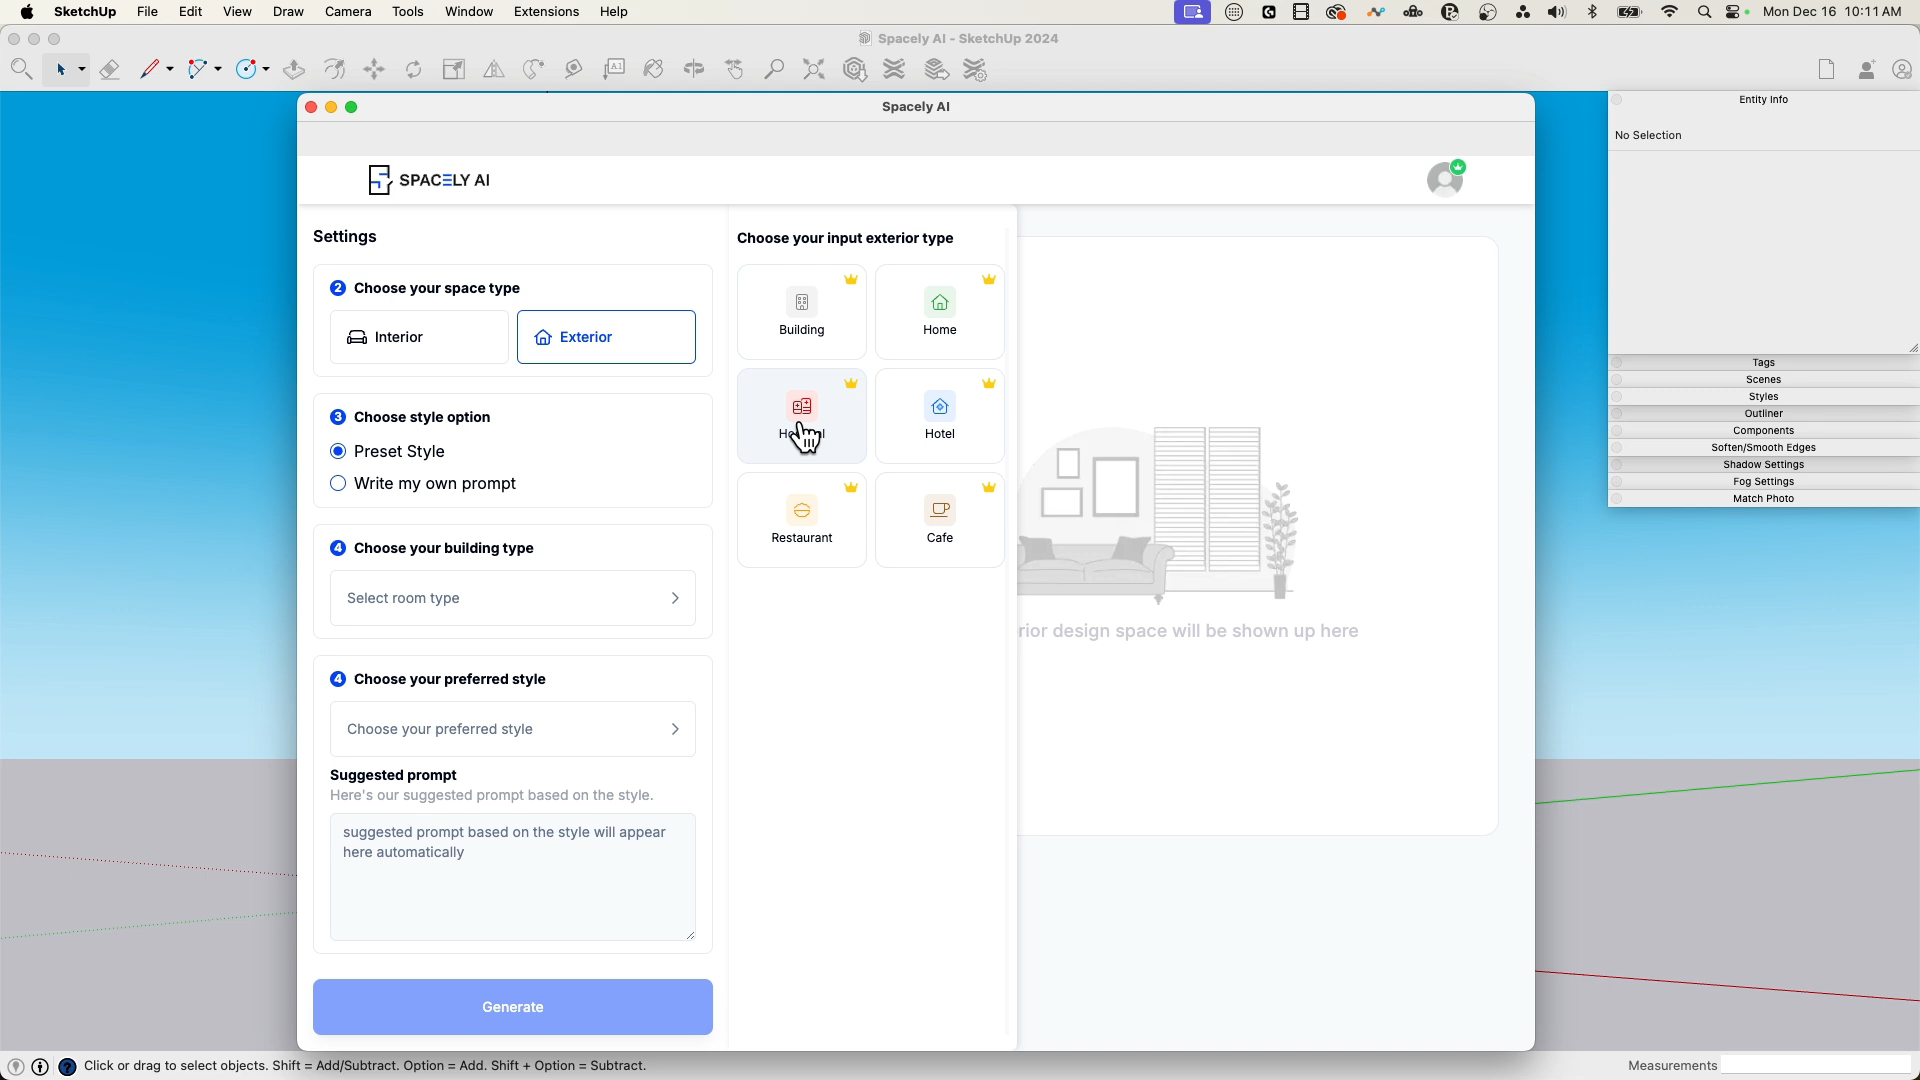 SketchUp File Edit View Draw Camera Tools Window Extensions Help Mon Dec 16 10:11 AM
Spacely AI - SketchUp 2024
A1
Spacely AI
SPACELY AI
Settings
2 Choose your space type
Interior
Exterior
3 Choose style option
Preset Style
Write my own prompt
4 Choose your building type
Select room type
4 Choose your preferred style
Choose your preferred style
Suggested prompt
Here's our suggested prompt based on the style.
suggested prompt based on the style will appear
here automatically
Generate
Choose your input exterior type
Building
Home
Hotel
Restaurant
Cafe
design space will be shown up here
Entity Info
No Selection
Tags
Scenes
Styles
Outliner
Components
Soften/Smooth Edges
Shadow Settings
Fog Settings
Match Photo
Click or drag to select objects. Shift = Add/Subtract. Option = Add. Shift + Option = Subtract.
Measurements